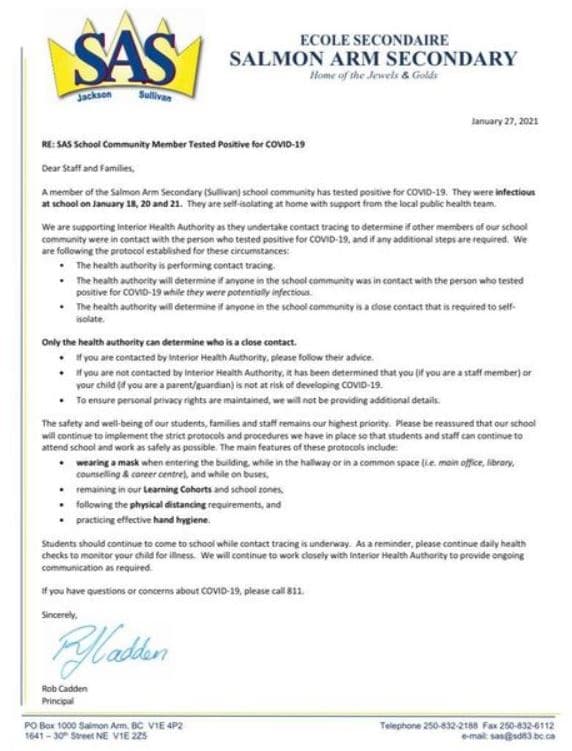 SAS
Jackson Sullivan
ECOLE SECONDAIRE
SALMON ARM SECONDARY
Home of the Jewels & Golds
January 27, 2021
RE: SAS School Community Member Tested Positive for COVID-19
Dear Staff and Families,
A member of the Salmon Arm Secondary (Sullivan) school community has tested positive for COVID-19. They were infectious
at school on January 18, 20 and 21. They are self-isolating at home with support from the local public health team.
We are supporting Interior Health Authority as they undertake contact tracing to determine if other members of our school
community were in contact with the person who tested positive for COVID-19, and if any additional steps are required. We
are following the protocol established for these circumstances:
• The health authority is performing contact tracing.
• The health authority will determine if anyone in the school community was in contact with the person who tested
positive for COVID-19 while they were potentially infectious.
• The health authority will determine if anyone in the school community is a close contact that is required to self-
isolate.
Only the health authority can determine who is a close contact.
• If you are contacted by Interior Health Authority, please follow their advice.
• If you are not contacted by Interior Health Authority, it has been determined that you (if you are a staff member) or
your child (if you are a parent/guardian) is not at risk of developing COVID-19.
• To ensure personal privacy rights are maintained, we will not be providing additional details.
The safety and well-being of our students, families and staff remains our highest priority. Please be reassured that our school
will continue to implement the strict protocols and procedures we have in place so that students and staff can continue to
attend school and work as safely as possible. The main features of these protocols include:
• wearing a mask when entering the building, while in the hallway or in a common space (i.e. main office, library,
counselling & career centre), and while on buses,
• remaining in our Learning Cohorts and school zones,
• following the physical distancing requirements, and
• practicing effective hand hygiene.
Students should continue to come to school while contact tracing is underway. As a reminder, please continue daily health
checks to monitor your child for illness. We will continue to work closely with Interior Health Authority to provide ongoing
communication as required.
If you have questions or concerns about COVID-19, please call 811.
Sincerely,
RJ Cadden
Rob Cadden
Principal
PO Box 1000 Salmon Arm, BC V1E 4P2 Telephone 250-832-2188 Fax 250-832-6112
1641 – 30th Street NE V1E 2Z5 e-mail: sas@sd83.bc.ca